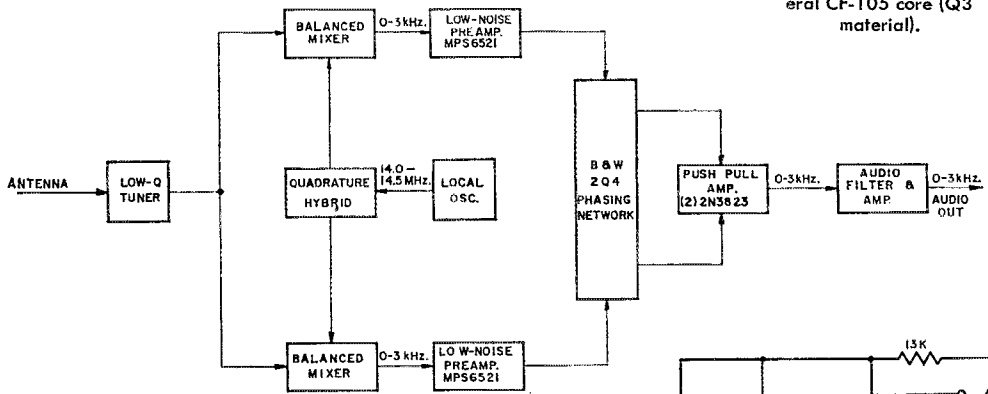 eral CF-105 core (Q3
material).
BALANCED
MIXER
0-3kHz.
LOW-NOISE
PREAMP.
MPS6521
ANTENNA
LOW-Q
TUNER
QUADRATURE
HYBRID
14.0-
14.5MHz.
LOCAL
OSC.
B & W
2Q4
PHASING
NETWORK
PUSH PULL
AMP.
(2)2N3823
0-3kHz.
AUDIO
FILTER &
AMP.
0-3kHz.
AUDIO
OUT
BALANCED
MIXER
0-3 kHz.
LOW-NOISE
PREAMP.
MPS6521
13K